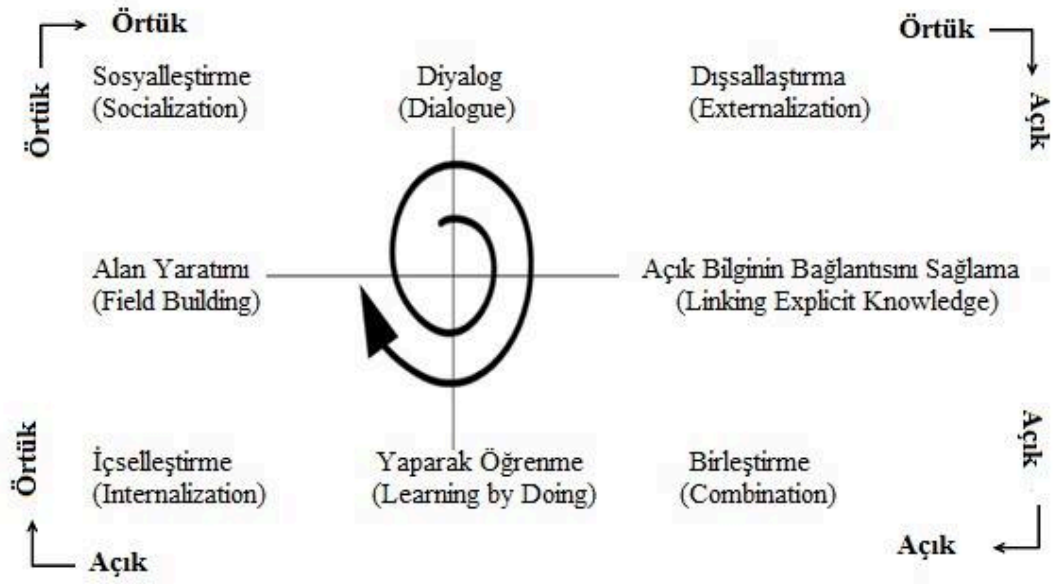 Örtük
Örtük
Sosyalleştirme
(Socialization)
Diyalog
(Dialogue)
Örtük
Açık
Dışsallaştırma
(Externalization)
Alan Yaratımı
(Field Building)
Açık Bilginin Bağlantısını Sağlama
(Linking Explicit Knowledge)
Örtük
Açık
İçselleştirme
(Internalization)
Yaparak Öğrenme
(Learning by Doing)
Birleştirme
(Combination)
Açık
Açık